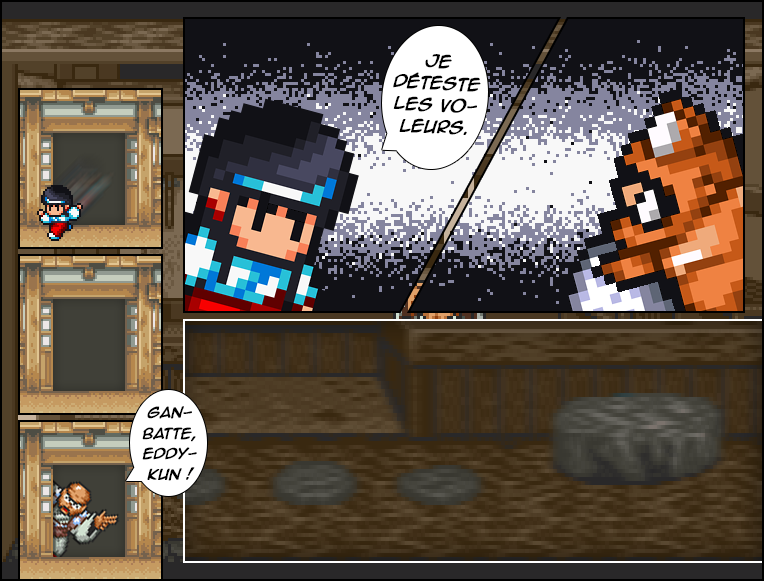 JE
DÉTESTE
LES VO-
LEURS.
GAN-
BATTE,
EDDY-
KUN !